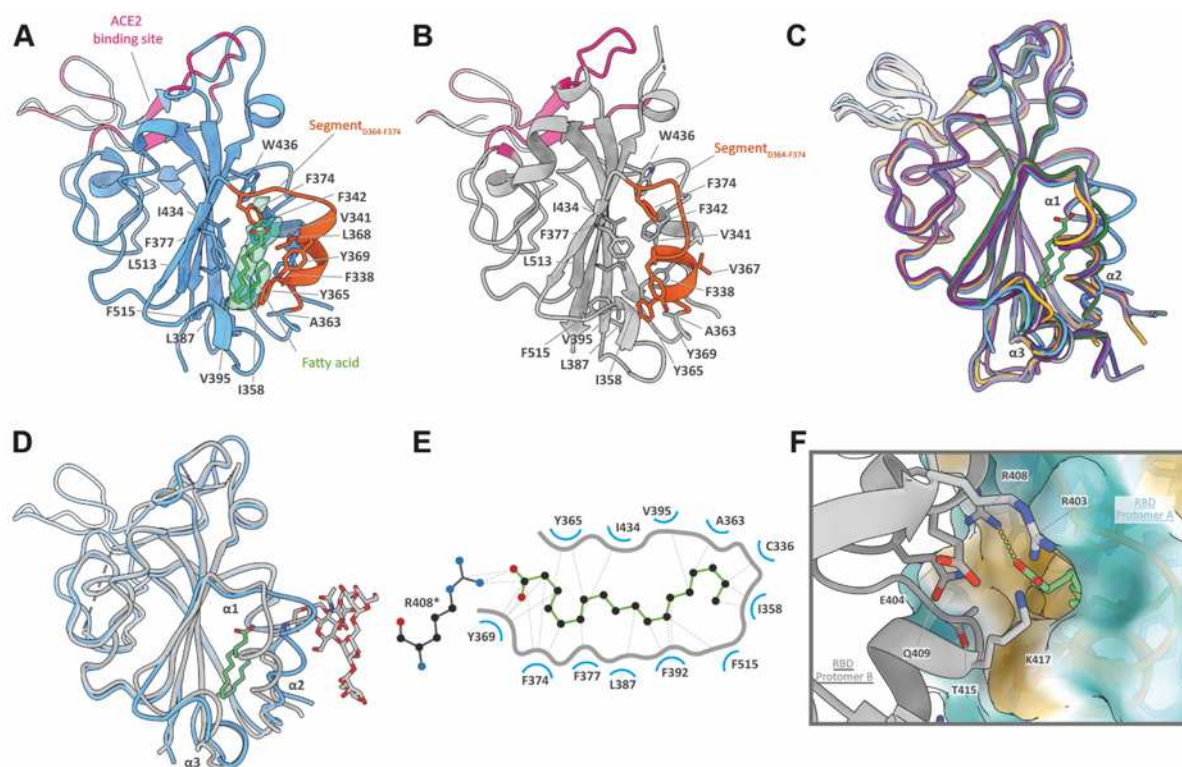 A
ACE2
binding site
Segment D364-F374
W436
F374
F342
V341
L368
Y369
F338
Y365
A363
Fatty acid
I434
F377
L513
F515
L387
V395
I358
B
W436
Segment D364-F374
F374
F342
V341
V367
F338
A363
Y369
Y365
I434
F377
L513
F515
V395
L387
I358
C
α1
α2
α3
D
α1
α2
α3
E
R408*
Y369
Y365
I434
V395
A363
C336
I358
F515
F392
L387
F377
F374
F
R408
R403
RBD
Protomer A
E404
Q409
K417
T415
RBD
Protomer B